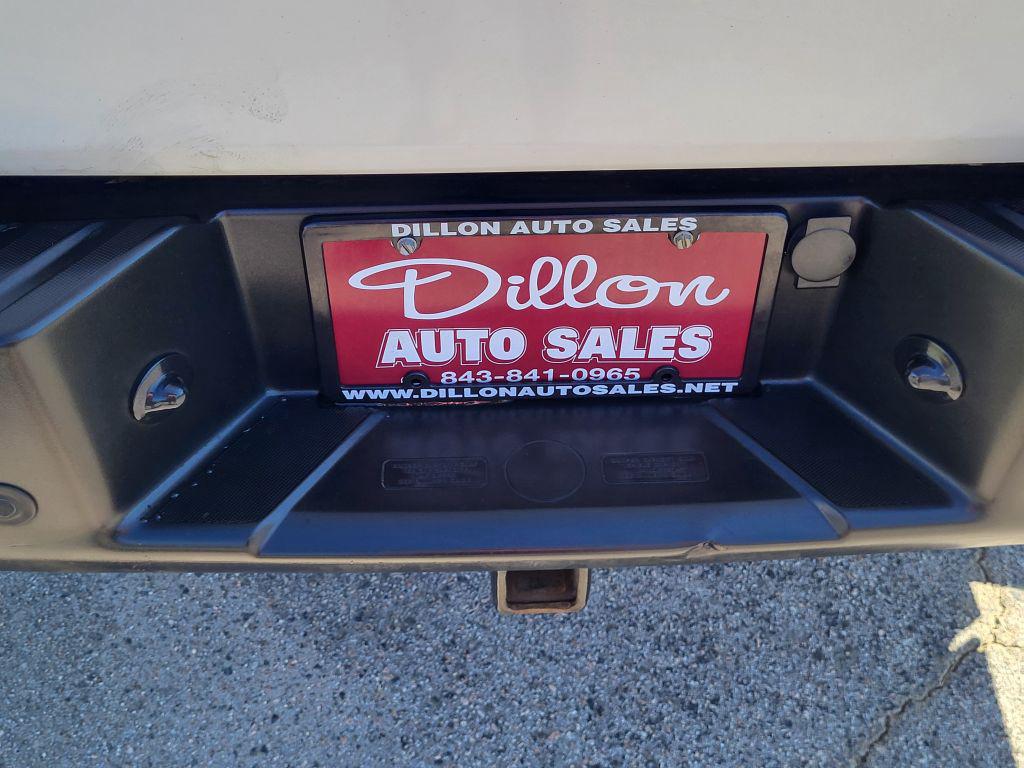 DILLON AUTO SALES
Dillon
AUTO SALES
843-841-0965
WWW.DILLONAUTOSALES.NET